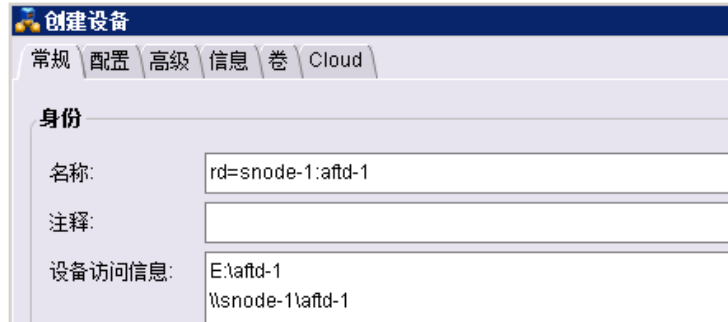 创建设备
常规 配置 高级 信息 卷 Cloud
身份
名称: rd=snode-1:aftd-1
注释:
设备访问信息: E:\aftd-1
\\snode-1\aftd-1